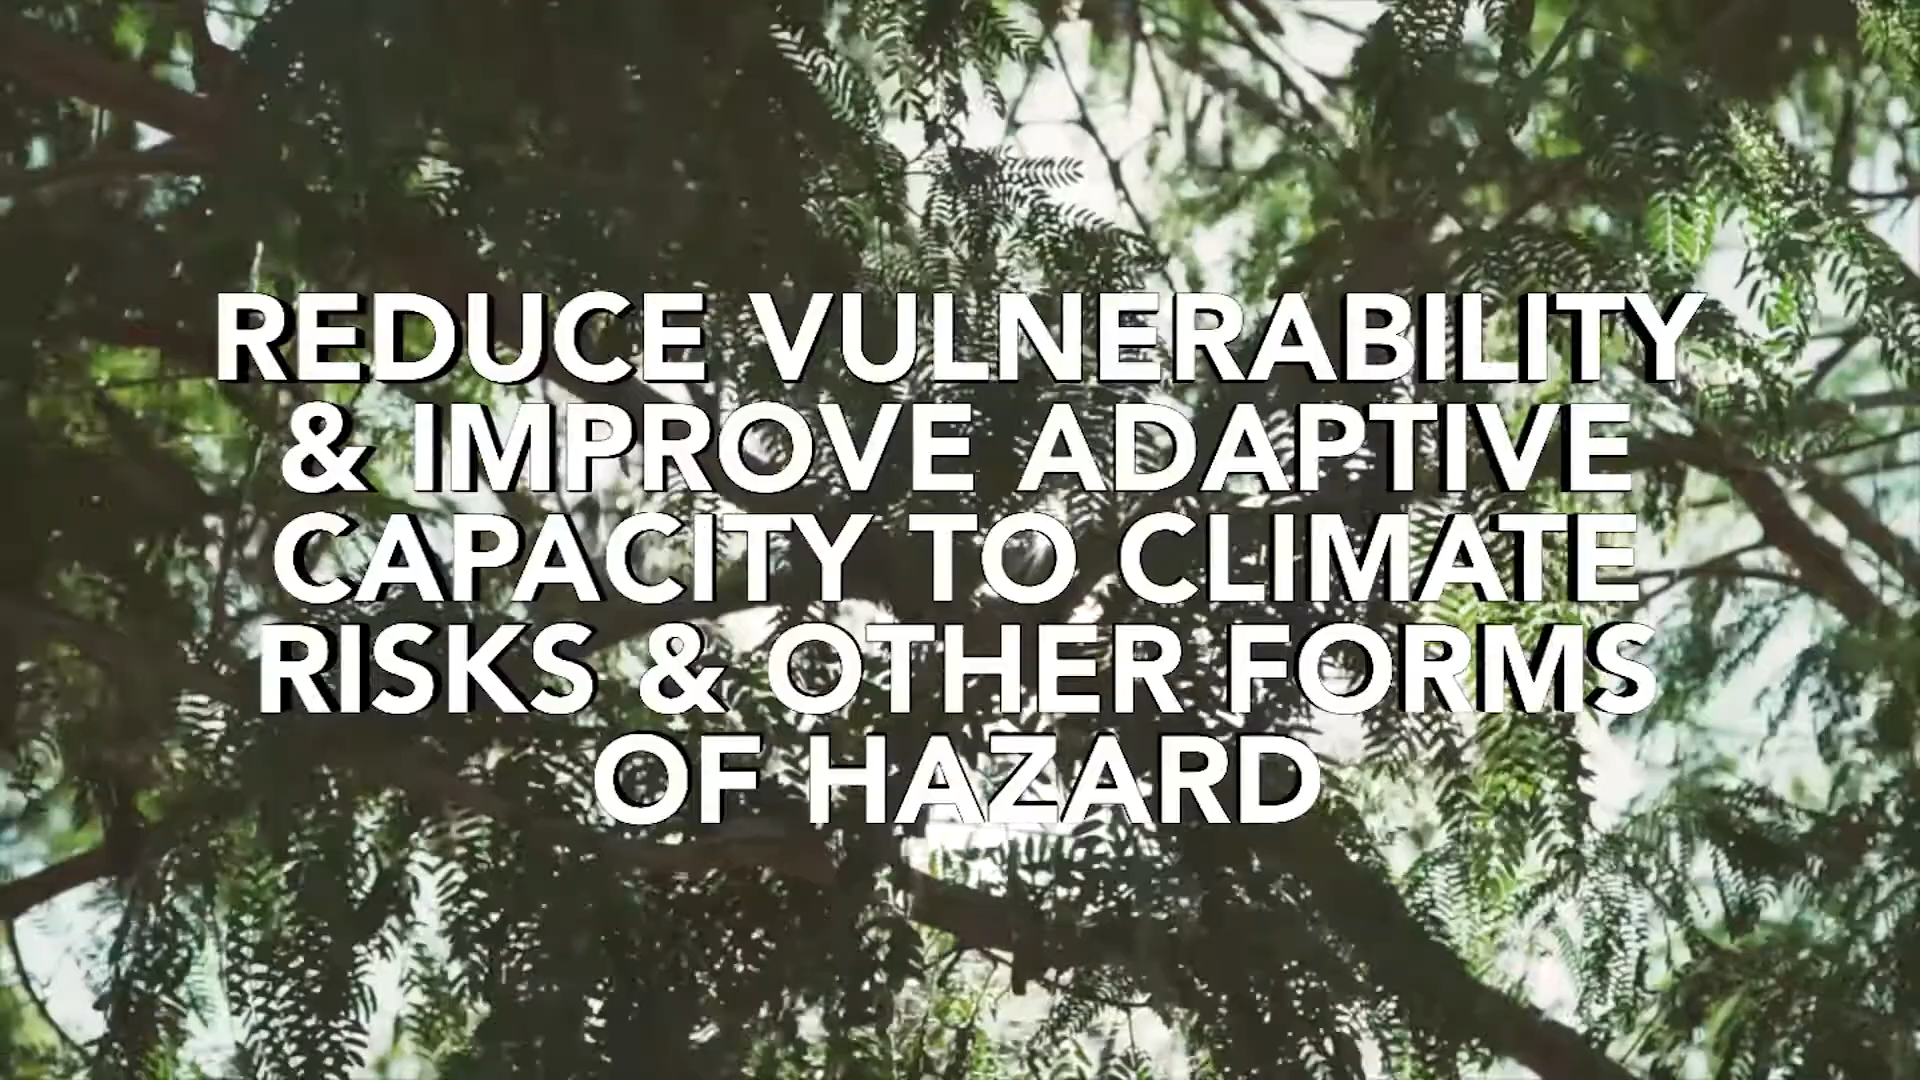 REDUCE VULNERABILITY
& IMPROVE ADAPTIVE
CAPACITY TO CLIMATE
RISKS & OTHER FORMS
OF HAZARD